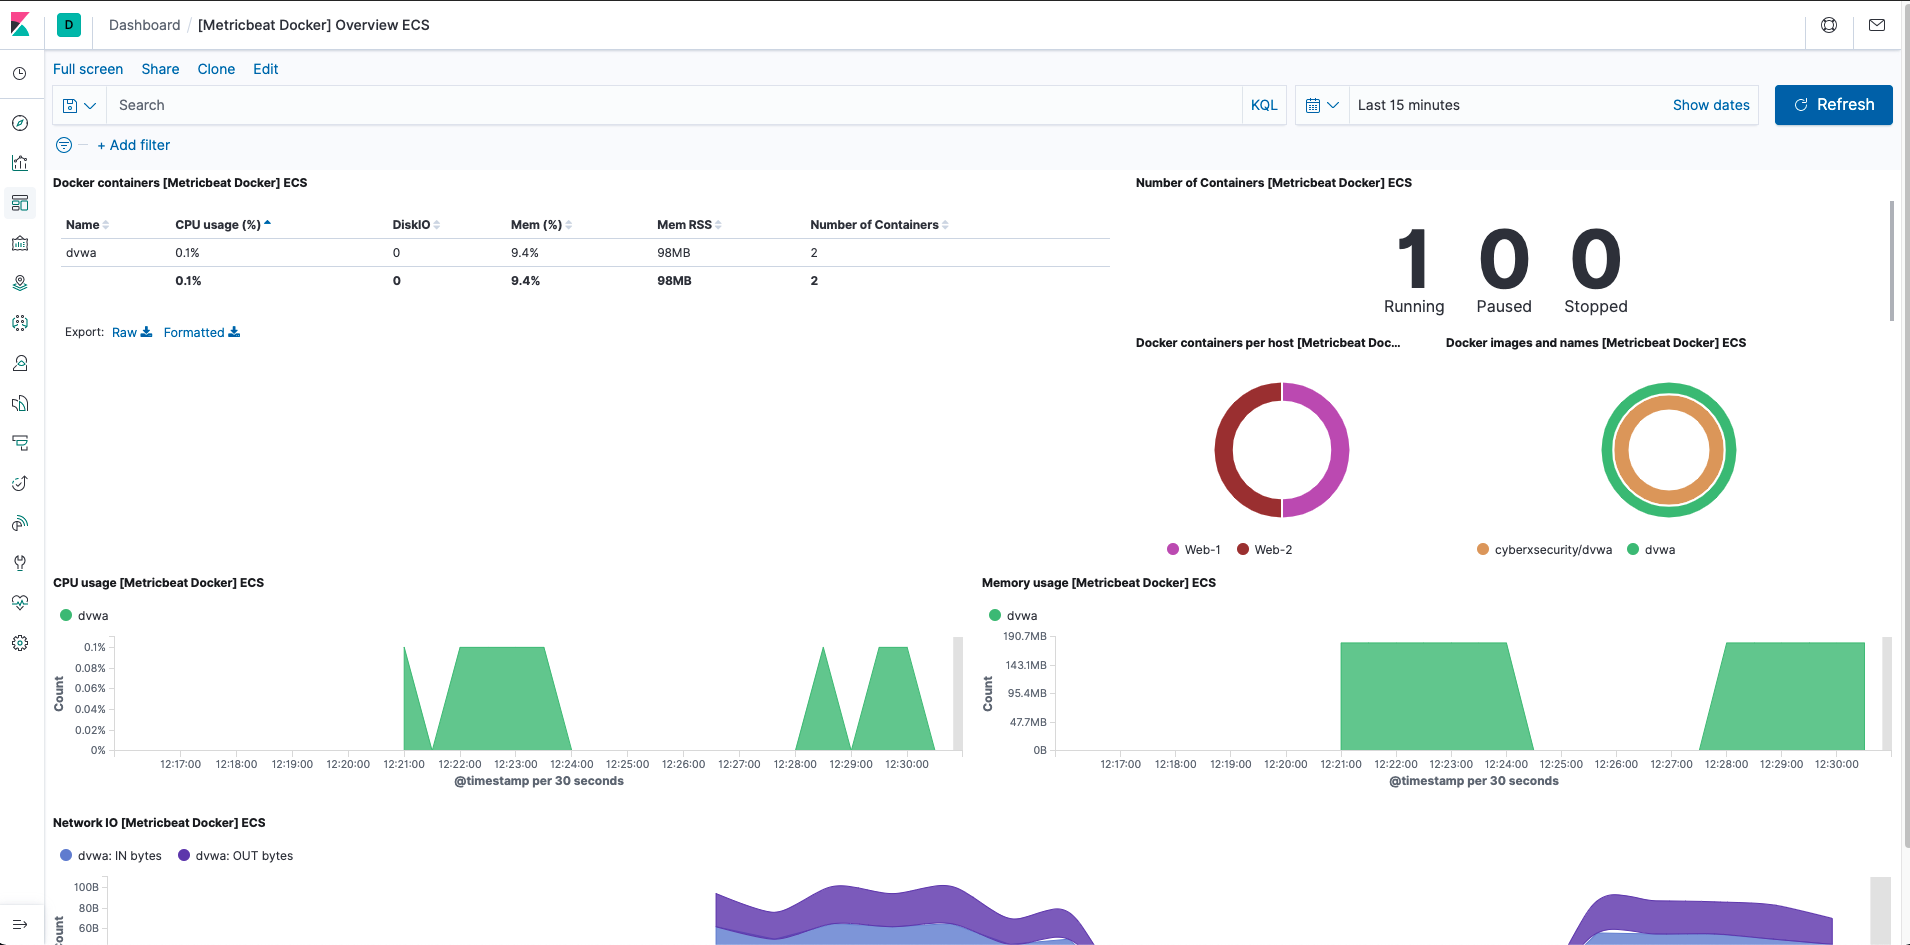 D Dashboard / [Metricbeat Docker] Overview ECS
Full screen Share Clone Edit
Search KQL Last 15 minutes Show dates Refresh
+ Add filter
Docker containers [Metricbeat Docker] ECS
Name CPU usage (%) DiskIO Mem (%) Mem RSS Number of Containers
dvwa 0.1% 0 9.4% 98MB 2
0.1% 0 9.4% 98MB 2
Export: Raw Formatted
Number of Containers [Metricbeat Docker] ECS
1 0 0
Running Paused Stopped
Docker containers per host [Metricbeat Doc...
Web-1 Web-2
Docker images and names [Metricbeat Docker] ECS
cyberxsecurity/dvwa dvwa
CPU usage [Metricbeat Docker] ECS
dvwa
0.1%
0.08%
0.06%
0.04%
0.02%
0%
Count
12:17:00 12:18:00 12:19:00 12:20:00 12:21:00 12:22:00 12:23:00 12:24:00 12:25:00 12:26:00 12:27:00 12:28:00 12:29:00 12:30:00
@timestamp per 30 seconds
Memory usage [Metricbeat Docker] ECS
dvwa
190.7MB
143.1MB
95.4MB
47.7MB
0B
Count
12:17:00 12:18:00 12:19:00 12:20:00 12:21:00 12:22:00 12:23:00 12:24:00 12:25:00 12:26:00 12:27:00 12:28:00 12:29:00 12:30:00
@timestamp per 30 seconds
Network IO [Metricbeat Docker] ECS
dvwa: IN bytes dvwa: OUT bytes
100B
80B
60B
ount